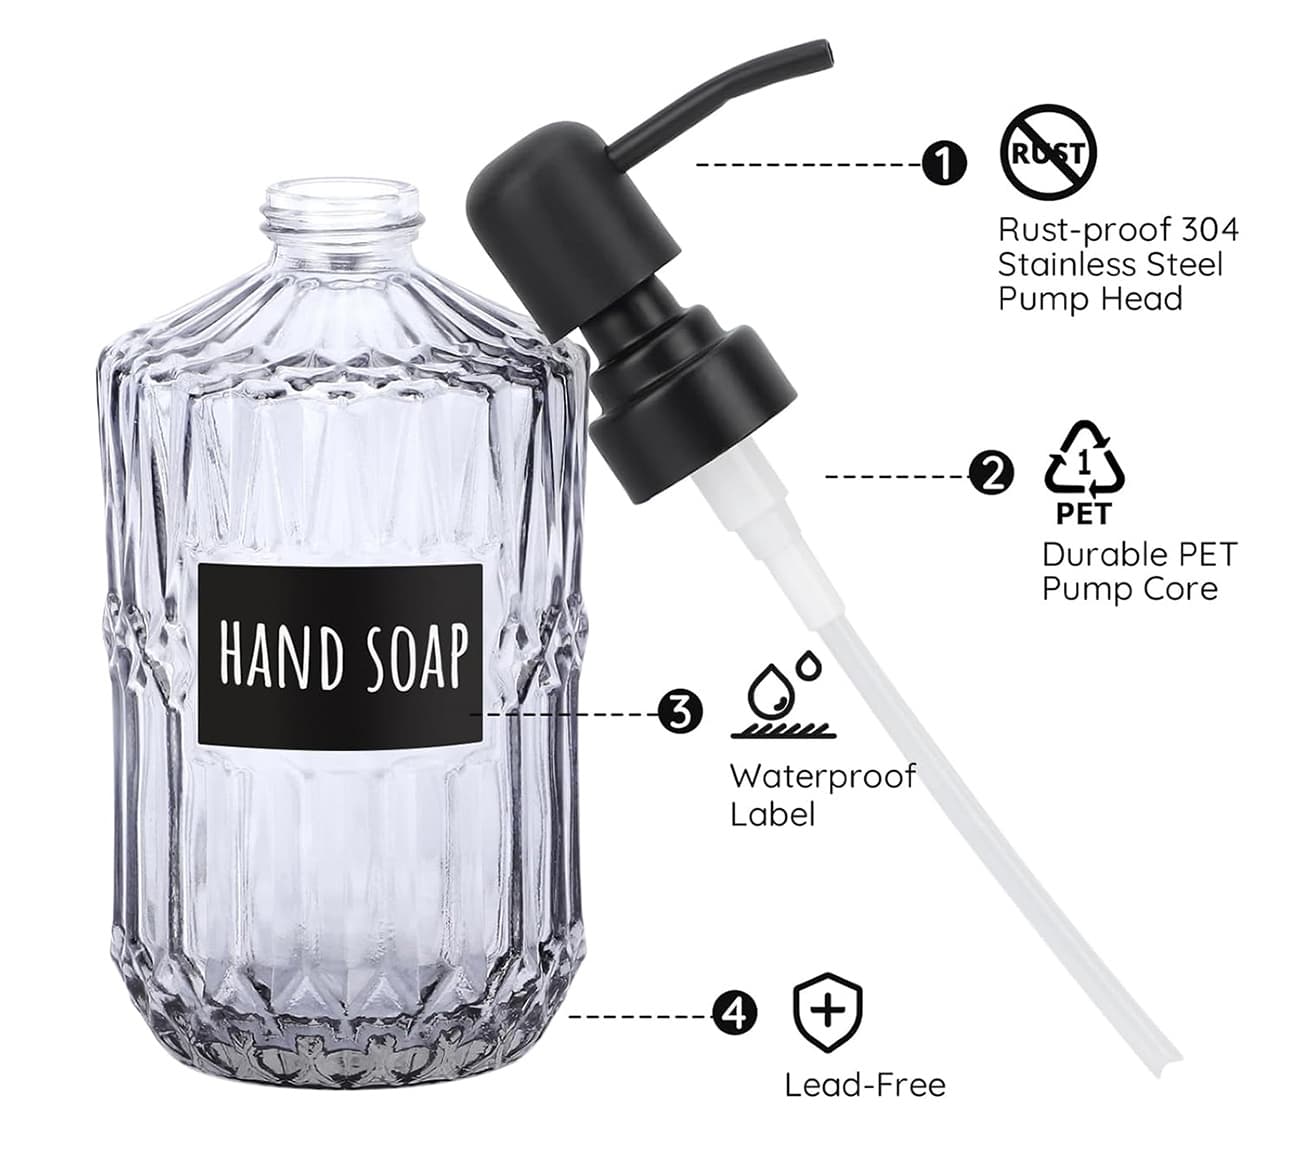 HAND SOAP
1
RUST
Rust-proof 304
Stainless Steel
Pump Head
2
1
PET
Durable PET
Pump Core
3
Waterproof
Label
4
Lead-Free